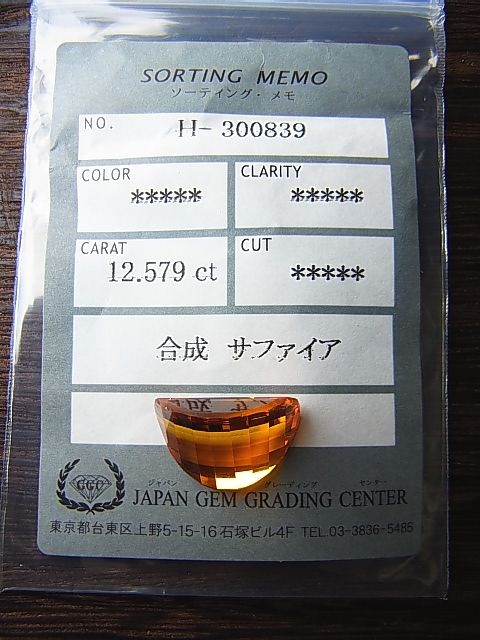 SORTING MEMO
ソーティング・メモ
NO. H-300839
COLOR
*****
CLARITY
*****
CARAT
12.579 ct
CUT
*****
合成 サファイア
GGC
ジャパン グレーディング センター
JAPAN GEM GRADING CENTER
東京都台東区上野5-15-16石塚ビル4F TEL.03-3836-5485